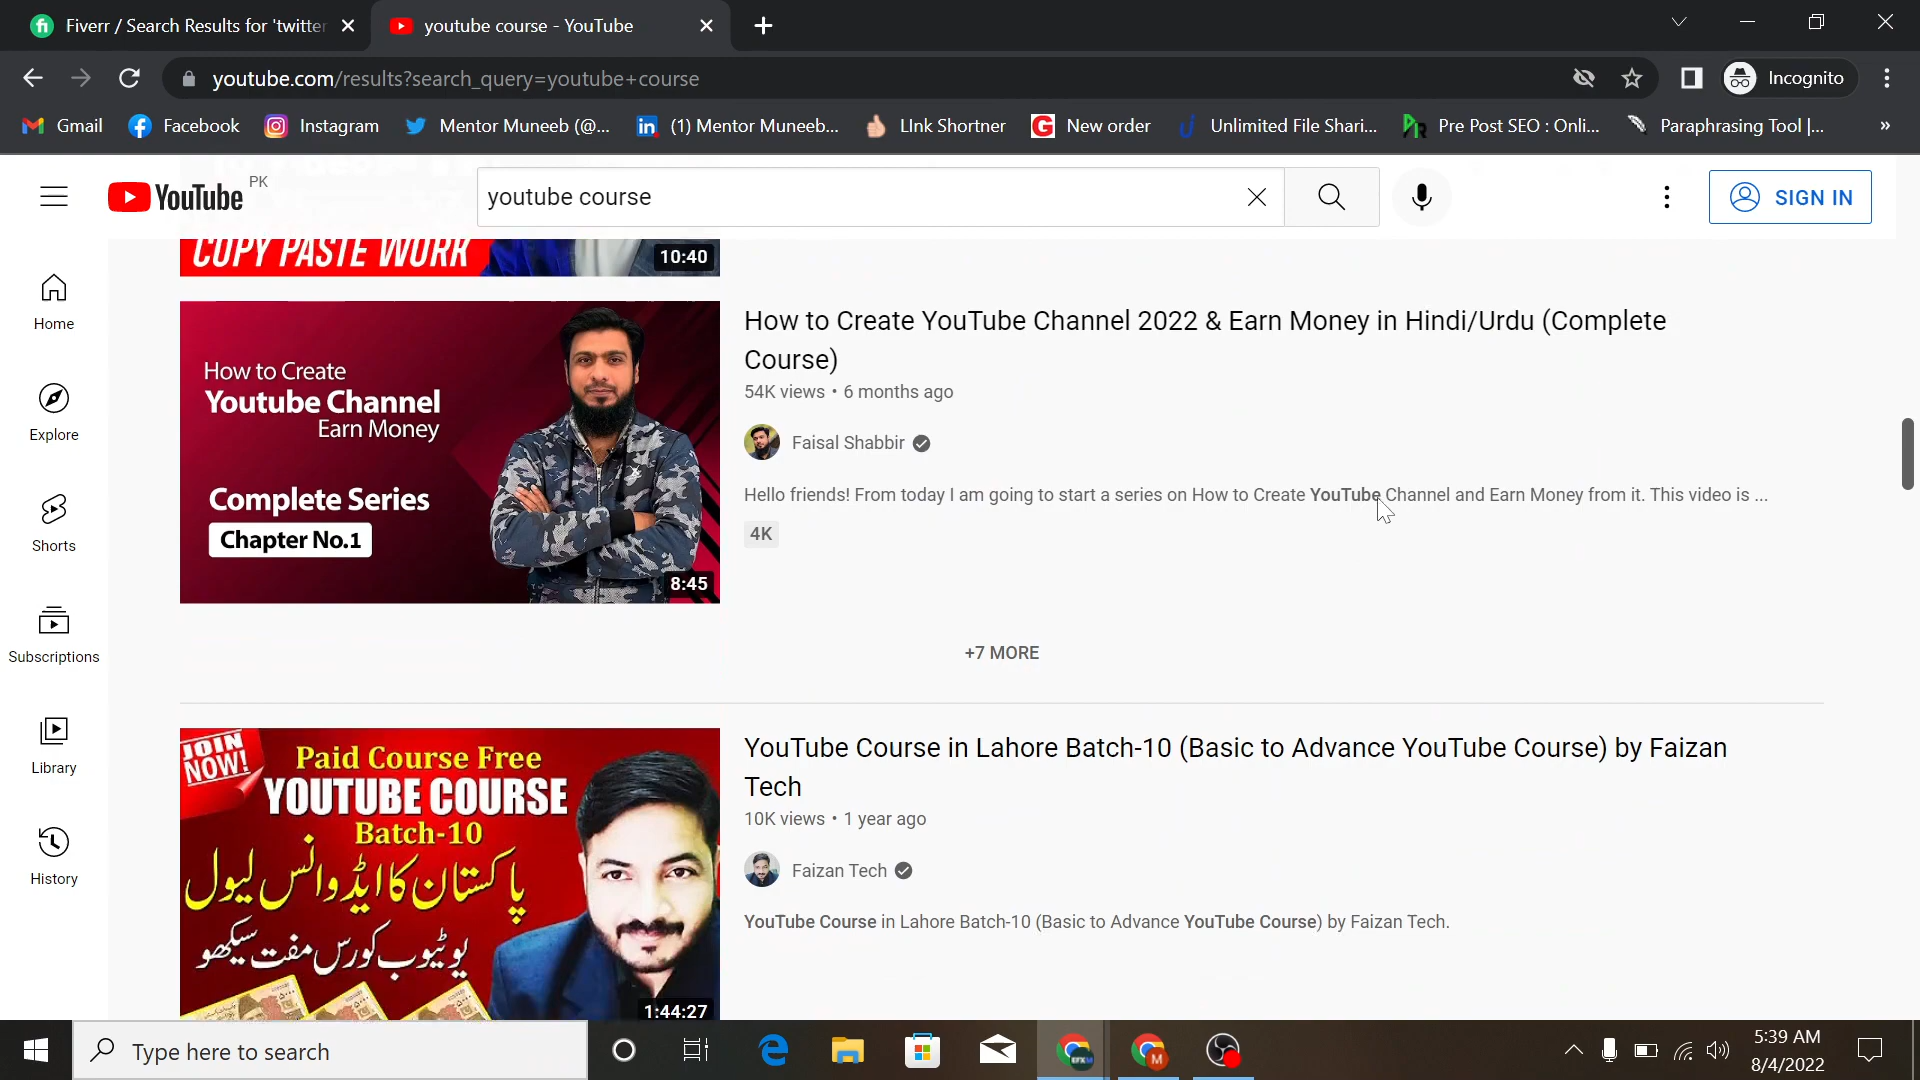 Fiverr / Search Results for 'twitter
youtube course - YouTube
youtube.com/results?search_query=youtube+course
Incognito
Gmail
Facebook
Instagram
Mentor Muneeb (@...
(1) Mentor Muneeb...
LInk Shortner
New order
Unlimited File Shari...
Pre Post SEO : Onli...
Paraphrasing Tool |...
»
YouTube PK
youtube course
SIGN IN
Home
Explore
Shorts
Subscriptions
Library
History
COPY PASTE WORK
10:40
How to Create
Youtube Channel
Earn Money
Complete Series
Chapter No.1
8:45
How to Create YouTube Channel 2022 & Earn Money in Hindi/Urdu (Complete
Course)
54K views • 6 months ago
Faisal Shabbir
Hello friends! From today I am going to start a series on How to Create YouTube Channel and Earn Money from it. This video is ...
4K
+7 MORE
JOIN
NOW!
Paid Course Free
YOUTUBE COURSE
Batch-10
پاکستان کا ایڈوانس لیول
یوٹیوب کورس مفت سیکھو
1:44:27
YouTube Course in Lahore Batch-10 (Basic to Advance YouTube Course) by Faizan
Tech
10K views • 1 year ago
Faizan Tech
YouTube Course in Lahore Batch-10 (Basic to Advance YouTube Course) by Faizan Tech.
Type here to search
5:39 AM
8/4/2022